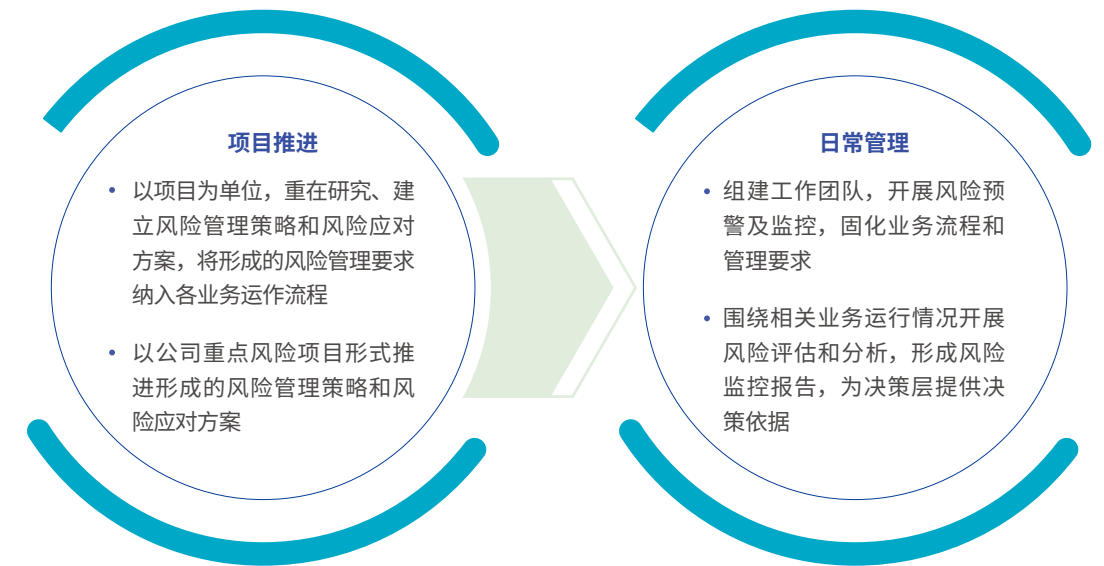 项目推进
• 以项目为单位，重在研究、建
立风险管理策略和风险应对
方案，将形成的风险管理要求
纳入各业务运作流程
• 以公司重点风险项目形式推
进形成的风险管理策略和风
险应对方案
日常管理
• 组建工作团队，开展风险预
警及监控，固化业务流程和
管理要求
• 围绕相关业务运行情况开展
风险评估和分析，形成风险
监控报告，为决策层提供决
策依据